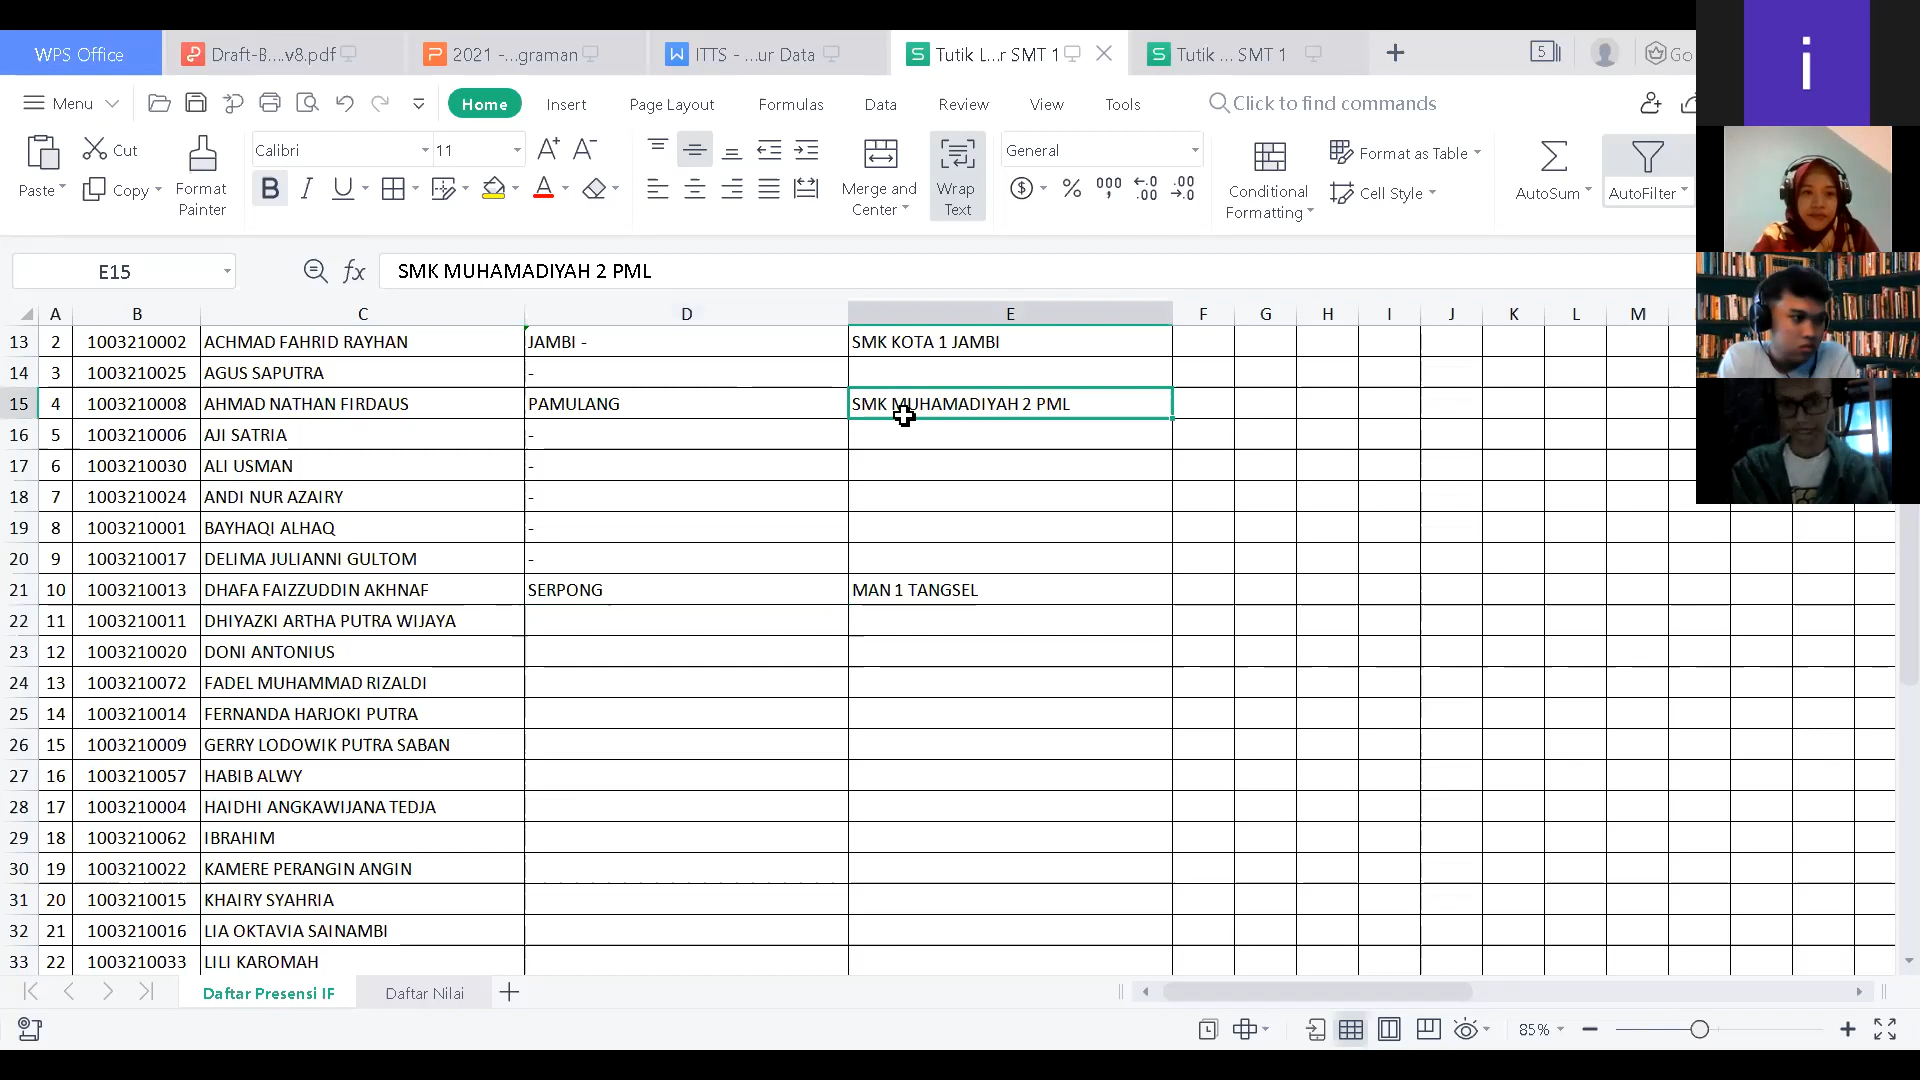 WPS Office
Draft-B....v8.pdf
2021 -...graman
ITTS - ...ur Data
Tutik L...r SMT 1
Tutik ... SMT 1
5
Go
i
Menu
Home
Insert
Page Layout
Formulas
Data
Review
View
Tools
Click to find commands
Paste
Cut
Copy
Format
Painter
Calibri
11
Merge and
Center
Wrap
Text
General
Conditional
Formatting
Format as Table
Cell Style
AutoSum
AutoFilter
E15
fx
SMK MUHAMADIYAH 2 PML
A B C D E F G H I J K L M
13 2 1003210002 ACHMAD FAHRID RAYHAN JAMBI - SMK KOTA 1 JAMBI
14 3 1003210025 AGUS SAPUTRA -
15 4 1003210008 AHMAD NATHAN FIRDAUS PAMULANG SMK MUHAMADIYAH 2 PML
16 5 1003210006 AJI SATRIA -
17 6 1003210030 ALI USMAN -
18 7 1003210024 ANDI NUR AZAIRY -
19 8 1003210001 BAYHAQI ALHAQ -
20 9 1003210017 DELIMA JULIANNI GULTOM -
21 10 1003210013 DHAFA FAIZZUDDIN AKHNAF SERPONG MAN 1 TANGSEL
22 11 1003210011 DHIYAZKI ARTHA PUTRA WIJAYA
23 12 1003210020 DONI ANTONIUS
24 13 1003210072 FADEL MUHAMMAD RIZALDI
25 14 1003210014 FERNANDA HARJOKI PUTRA
26 15 1003210009 GERRY LODOWIK PUTRA SABAN
27 16 1003210057 HABIB ALWY
28 17 1003210004 HAIDHI ANGKAWIJANA TEDJA
29 18 1003210062 IBRAHIM
30 19 1003210022 KAMERE PERANGIN ANGIN
31 20 1003210015 KHAIRY SYAHRIA
32 21 1003210016 LIA OKTAVIA SAINAMBI
33 22 1003210033 LILI KAROMAH
Daftar Presensi IF
Daftar Nilai
85%